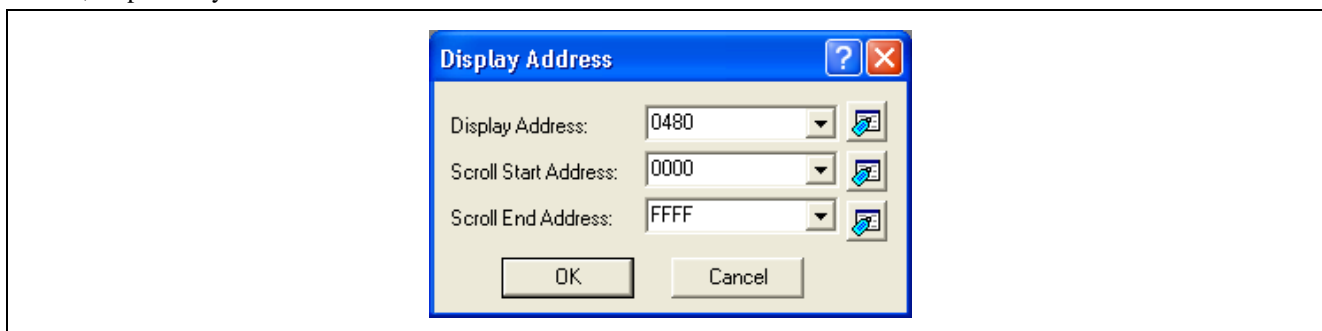 Display Address
Display Address: 0480
Scroll Start Address: 0000
Scroll End Address: FFFF
OK Cancel